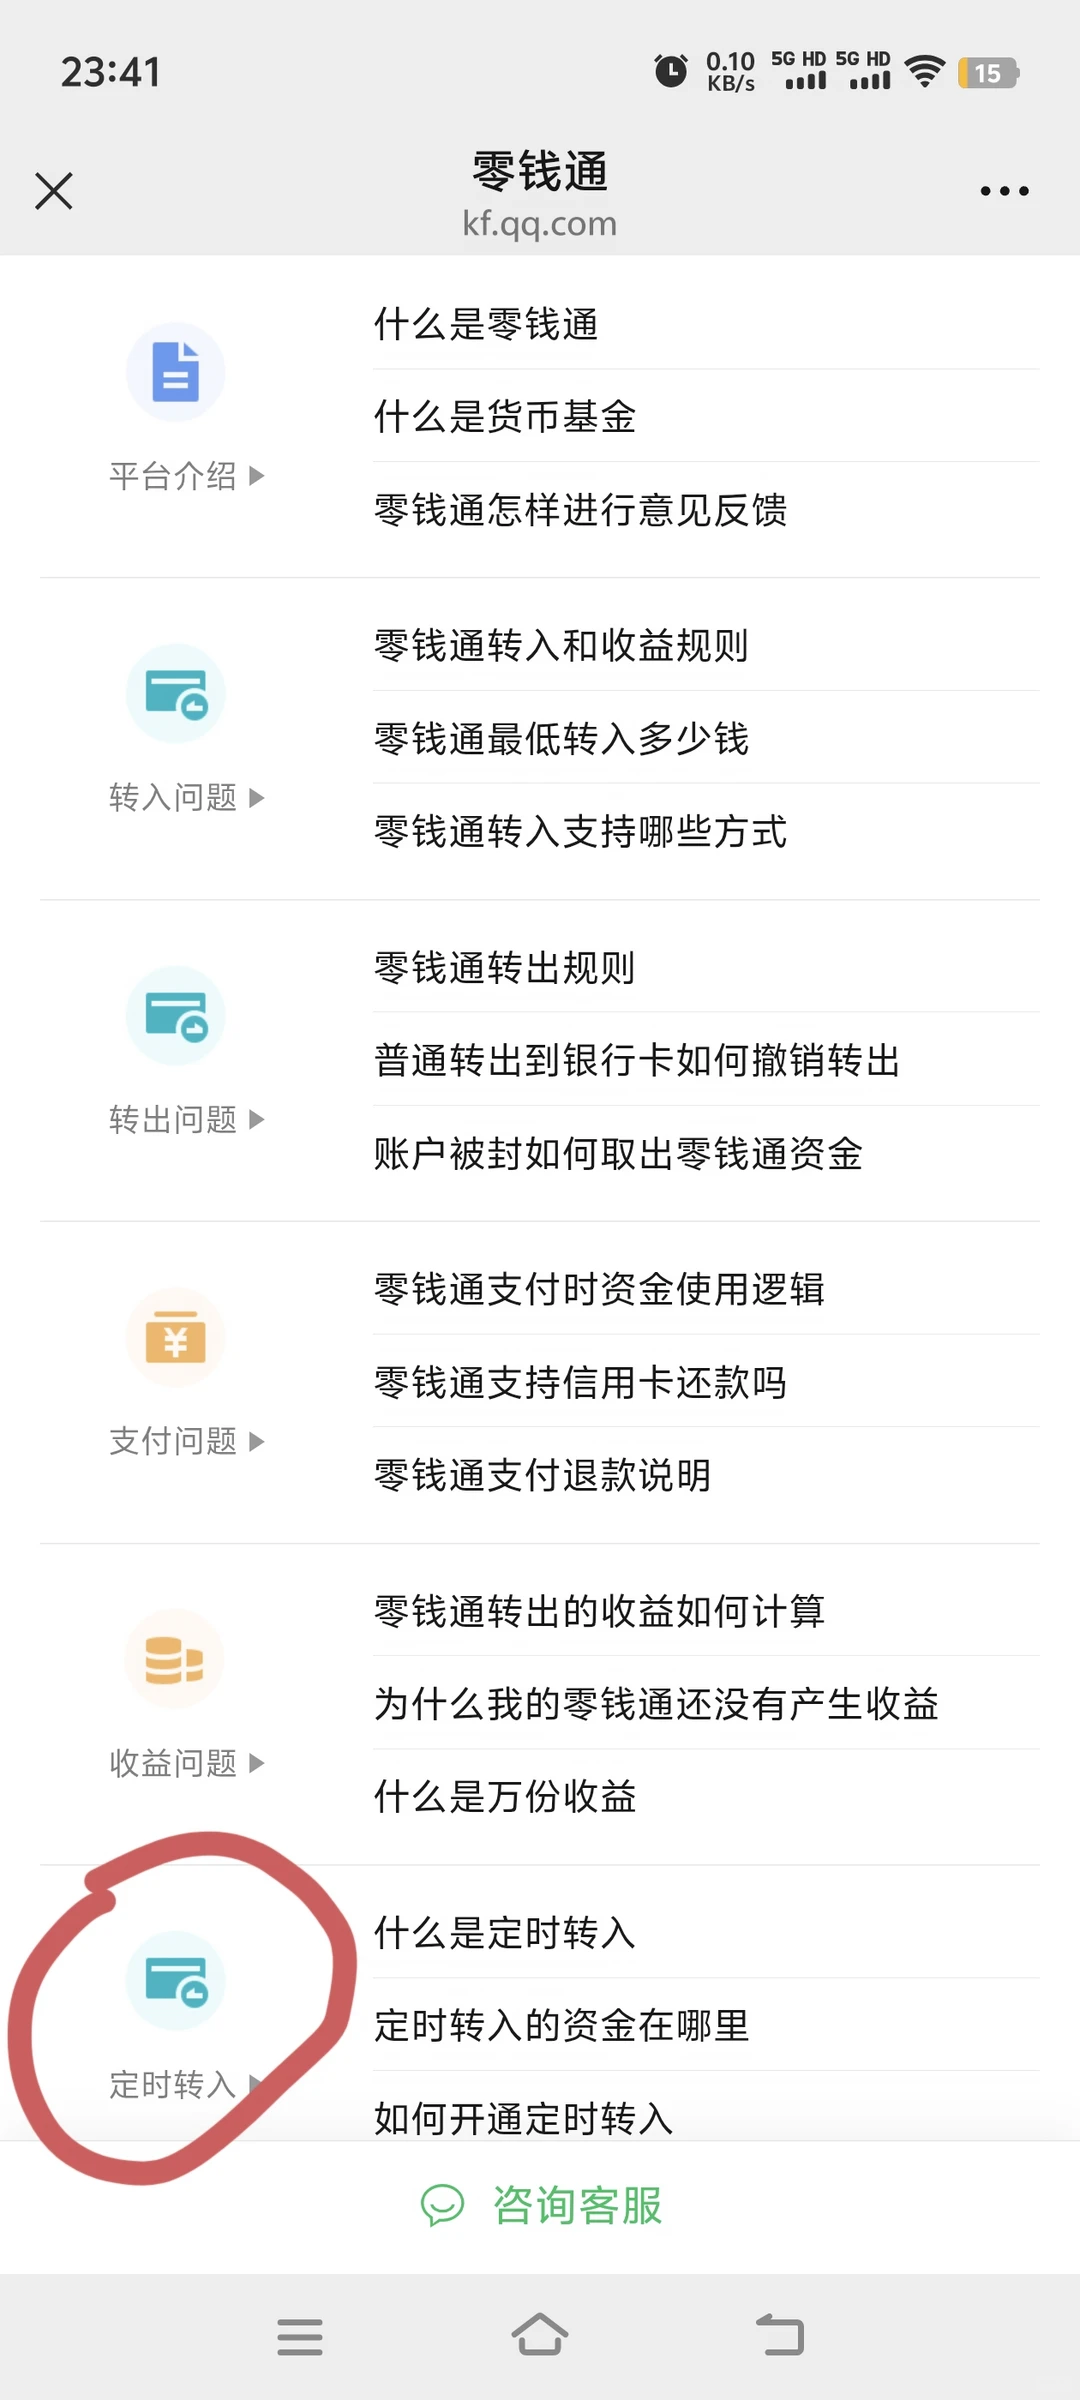 23:41
0.10 KB/s 5G HD 5G HD 15
零钱通
kf.qq.com
什么是零钱通
什么是货币基金
平台介绍
零钱通怎样进行意见反馈
零钱通转入和收益规则
零钱通最低转入多少钱
转入问题
零钱通转入支持哪些方式
零钱通转出规则
普通转出到银行卡如何撤销转出
转出问题
账户被封如何取出零钱通资金
零钱通支付时资金使用逻辑
零钱通支持信用卡还款吗
支付问题
零钱通支付退款说明
零钱通转出的收益如何计算
为什么我的零钱通还没有产生收益
收益问题
什么是万份收益
什么是定时转入
定时转入的资金在哪里
定时转入
如何开通定时转入
咨询客服